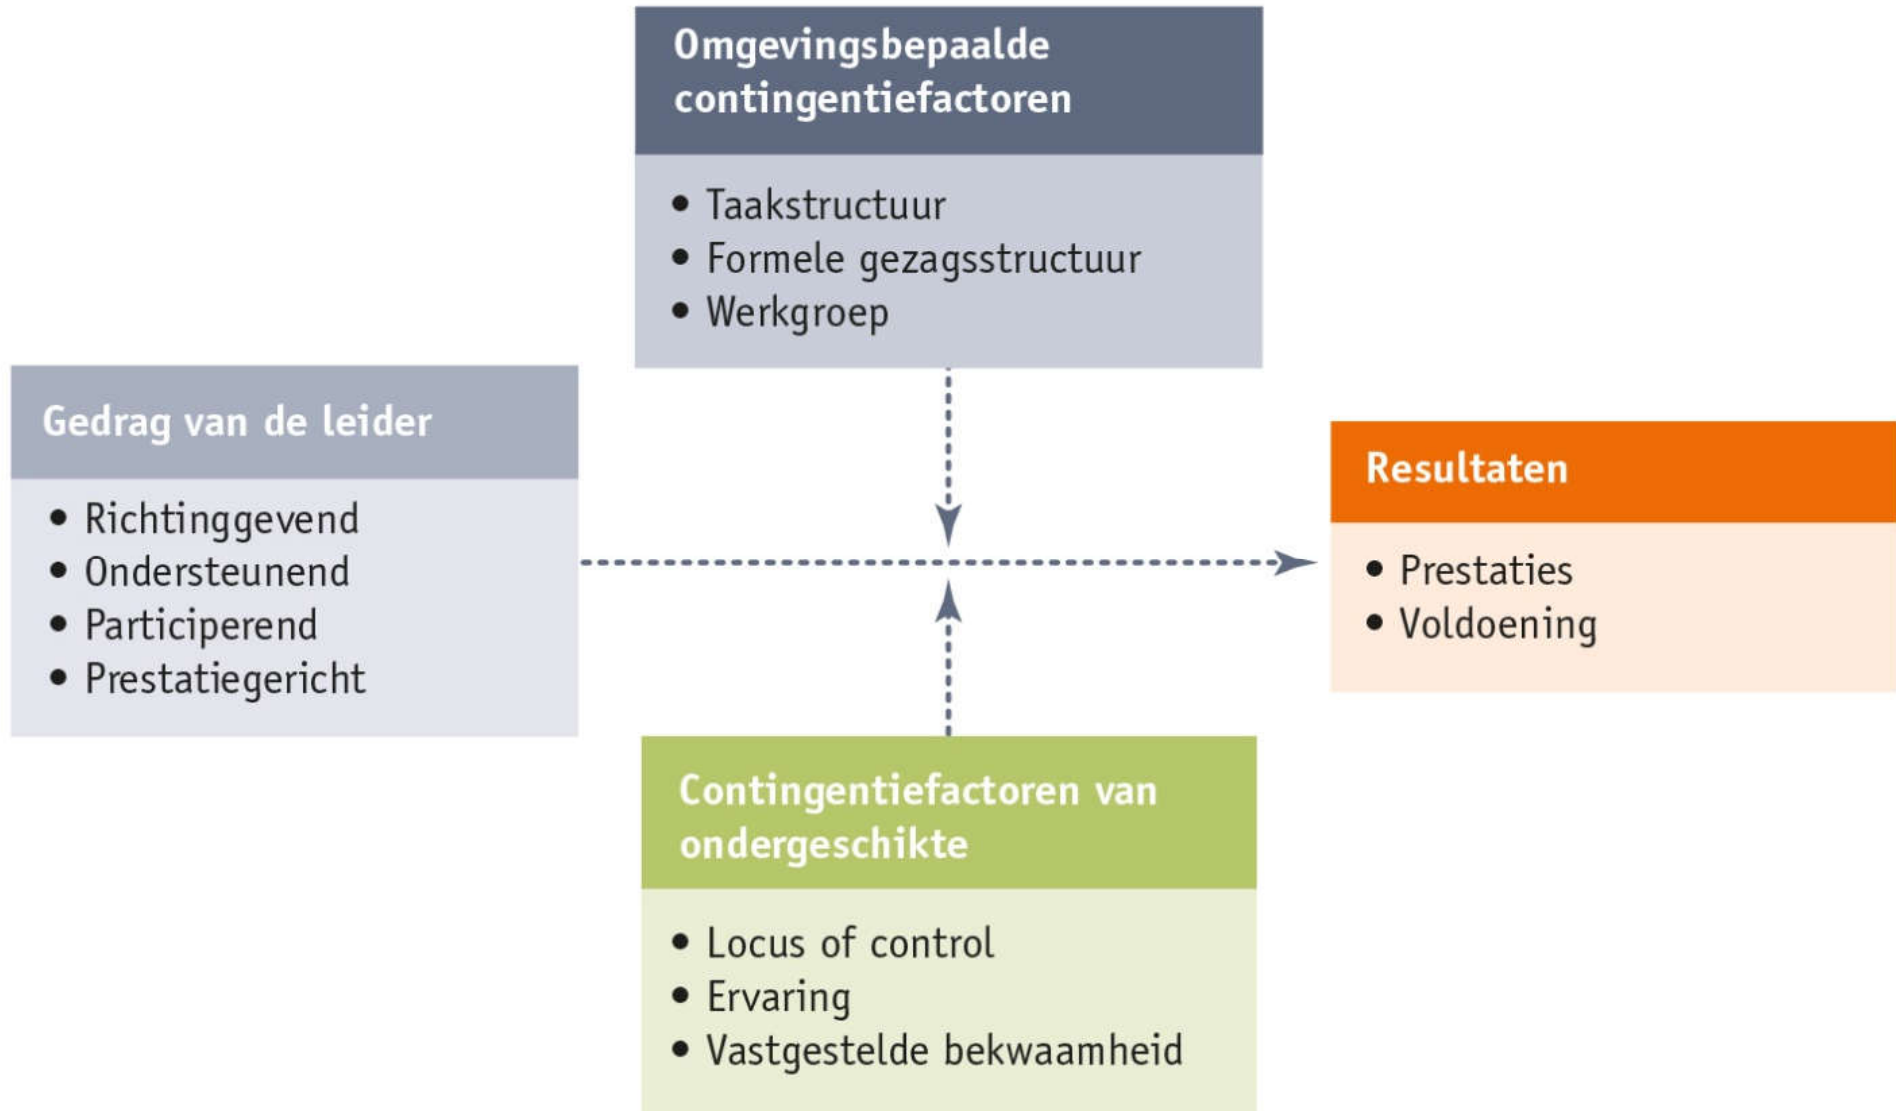 Omgevingsbepaalde
contingentiefactoren
• Taakstructuur
• Formele gezagsstructuur
• Werkgroep
Gedrag van de leider
• Richtinggevend
• Ondersteunend
• Participerend
• Prestatiegericht
Resultaten
• Prestaties
• Voldoening
Contingentiefactoren van
ondergeschikte
• Locus of control
• Ervaring
• Vastgestelde bekwaamheid